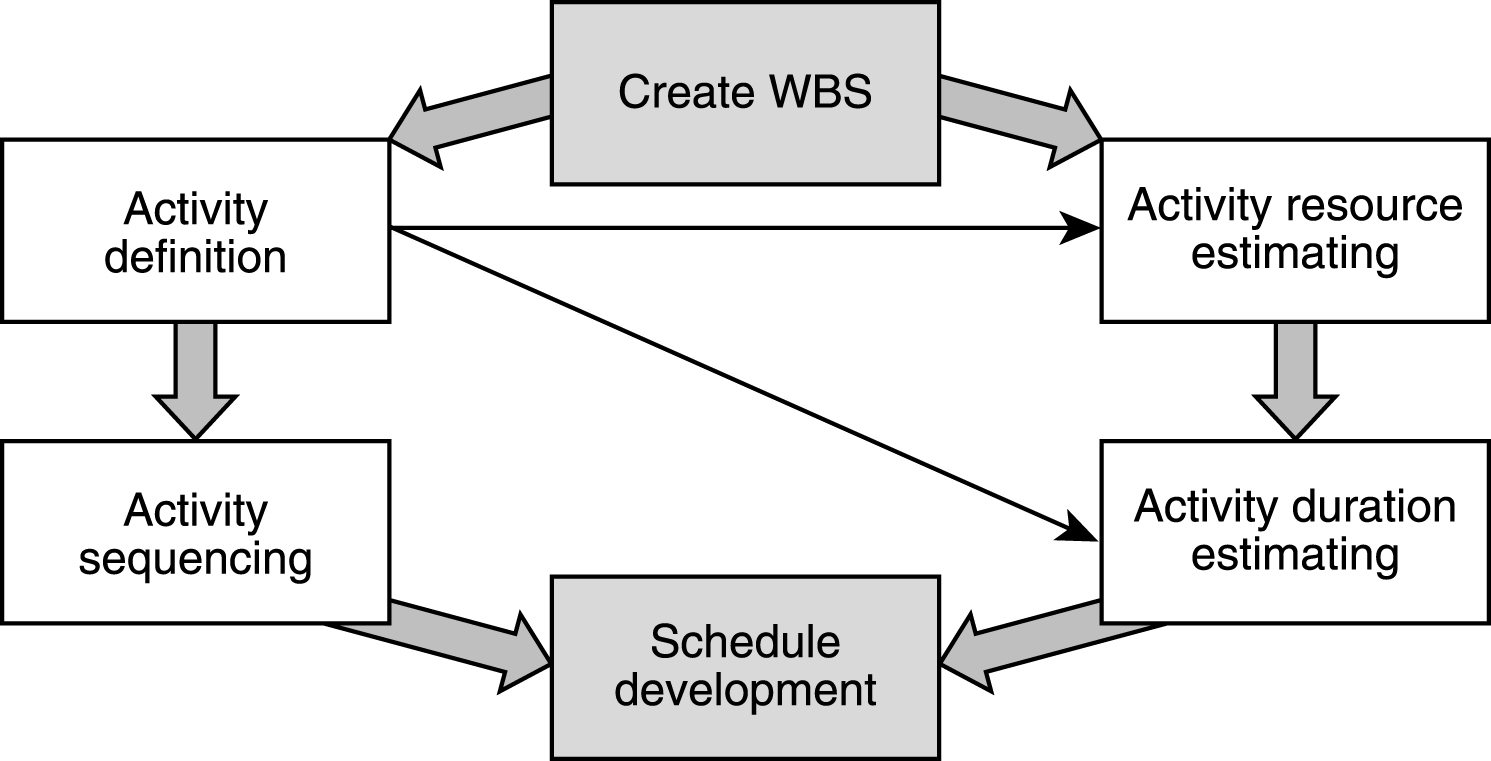 Create WBS
Activity
definition
Activity resource
estimating
Activity
sequencing
Activity duration
estimating
Schedule
development